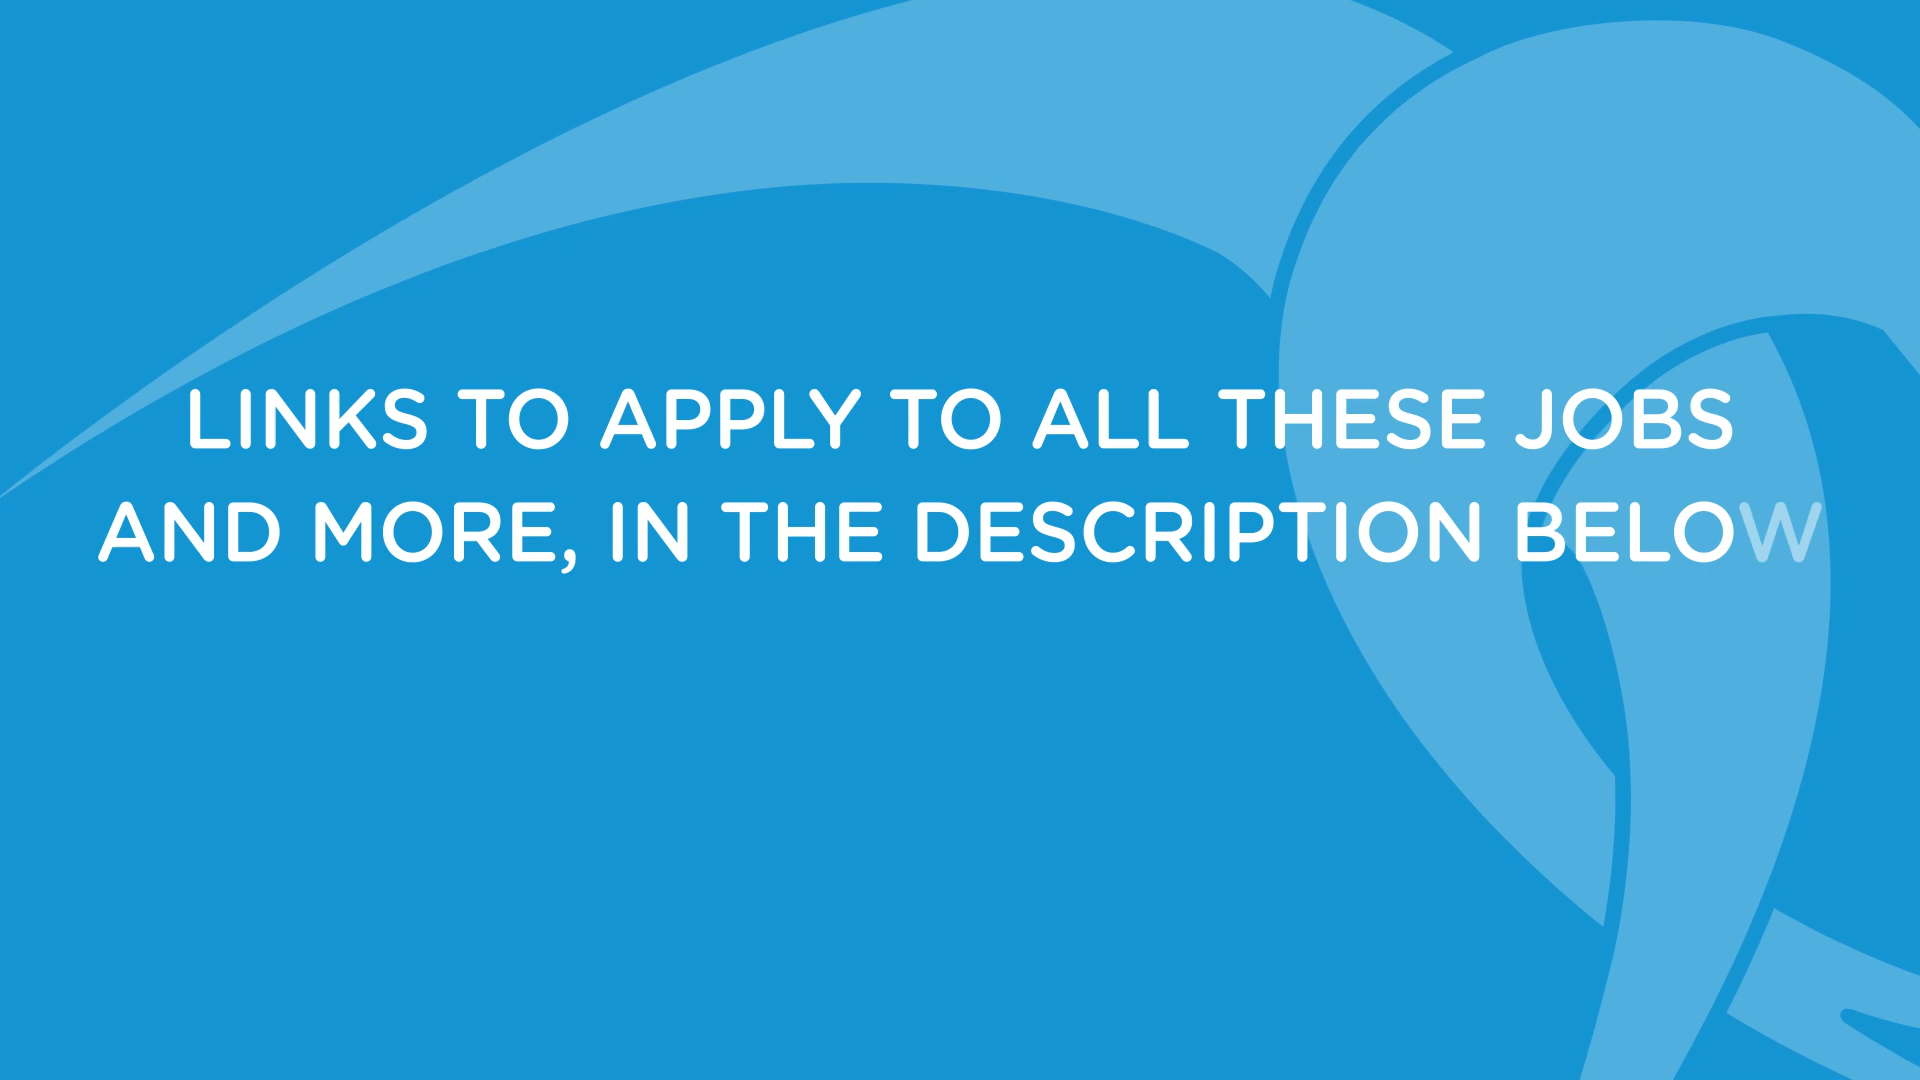 LINKS TO APPLY TO ALL THESE JOBS
AND MORE, IN THE DESCRIPTION BELOW